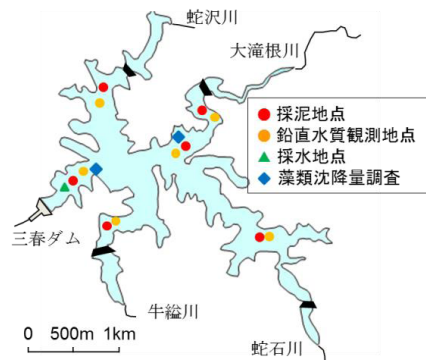 蛇沢川
大滝根川
採泥地点
鉛直水質観測地点
採水地点
藻類沈降量調査
三春ダム
牛縊川
蛇石川
0 500m 1km